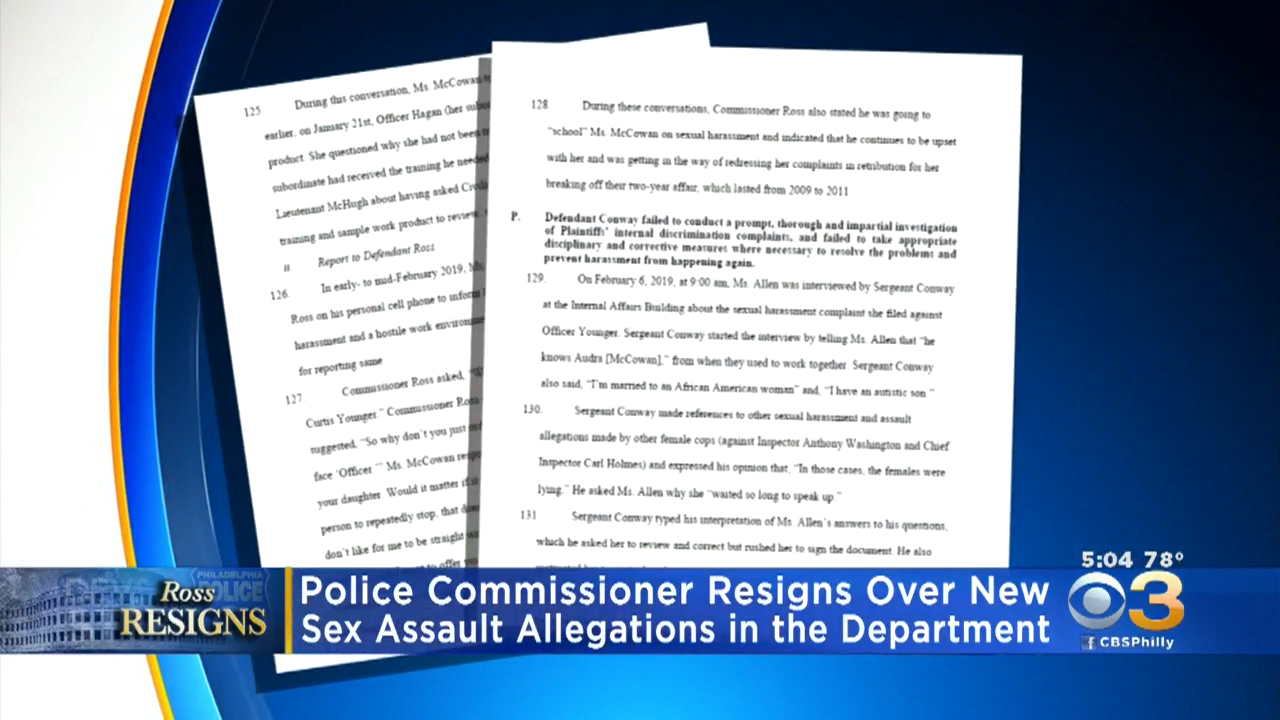 125. During this conversation, Ms. McCowan
earlier, on January 21st, Officer Hagan (her
product. She questioned why she had not been
subordinate had received the training he needed
Lieutenant McHugh about having asked
training and sample work product to review.
ii. Report to Defendant Ross
126. In early- to mid-February 2019,
Ross on his personal cell phone to inform
harassment and a hostile work
for reporting same
127. Commissioner Ross asked,
Curtis Younger." Commissioner
suggested, "So why don't you just
face 'Officer '" Ms. McCowan
your daughter. Would it matter
person to repeatedly stop, that
don't like for me to be straight
to offer
128. During these conversations, Commissioner Ross also stated he was going to
"school" Ms. McCowan on sexual harassment and indicated that he continues to be upset
with her and was getting in the way of redressing her complaints in retribution for her
breaking off their two-year affair, which lasted from 2009 to 2011
P. Defendant Conway failed to conduct a prompt, thorough and impartial investigation
of Plaintiffs' internal discrimination complaints, and failed to take appropriate
disciplinary and corrective measures where necessary to resolve the problems and
prevent harassment from happening again.
129. On February 6, 2019, at 9:00 am, Ms. Allen was interviewed by Sergeant Conway
at the Internal Affairs Building about the sexual harassment complaint she filed against
Officer Younger. Sergeant Conway started the interview by telling Ms. Allen that "he
knows Audra [McCowan]," from when they used to work together. Sergeant Conway
also said, "I'm married to an African American woman" and, "I have an autistic son "
130. Sergeant Conway made references to other sexual harassment and assault
allegations made by other female cops (against Inspector Anthony Washington and Chief
Inspector Carl Holmes) and expressed his opinion that, "In those cases, the females were
lying." He asked Ms. Allen why she "waited so long to speak up."
131 Sergeant Conway typed his interpretation of Ms. Allen's answers to his questions,
which he asked her to review and correct but rushed her to sign the document. He also
5:04 78°
PHILADELPHIA
POLICE
Ross
RESIGNS
Police Commissioner Resigns Over New
Sex Assault Allegations in the Department
3
f CBSPhilly